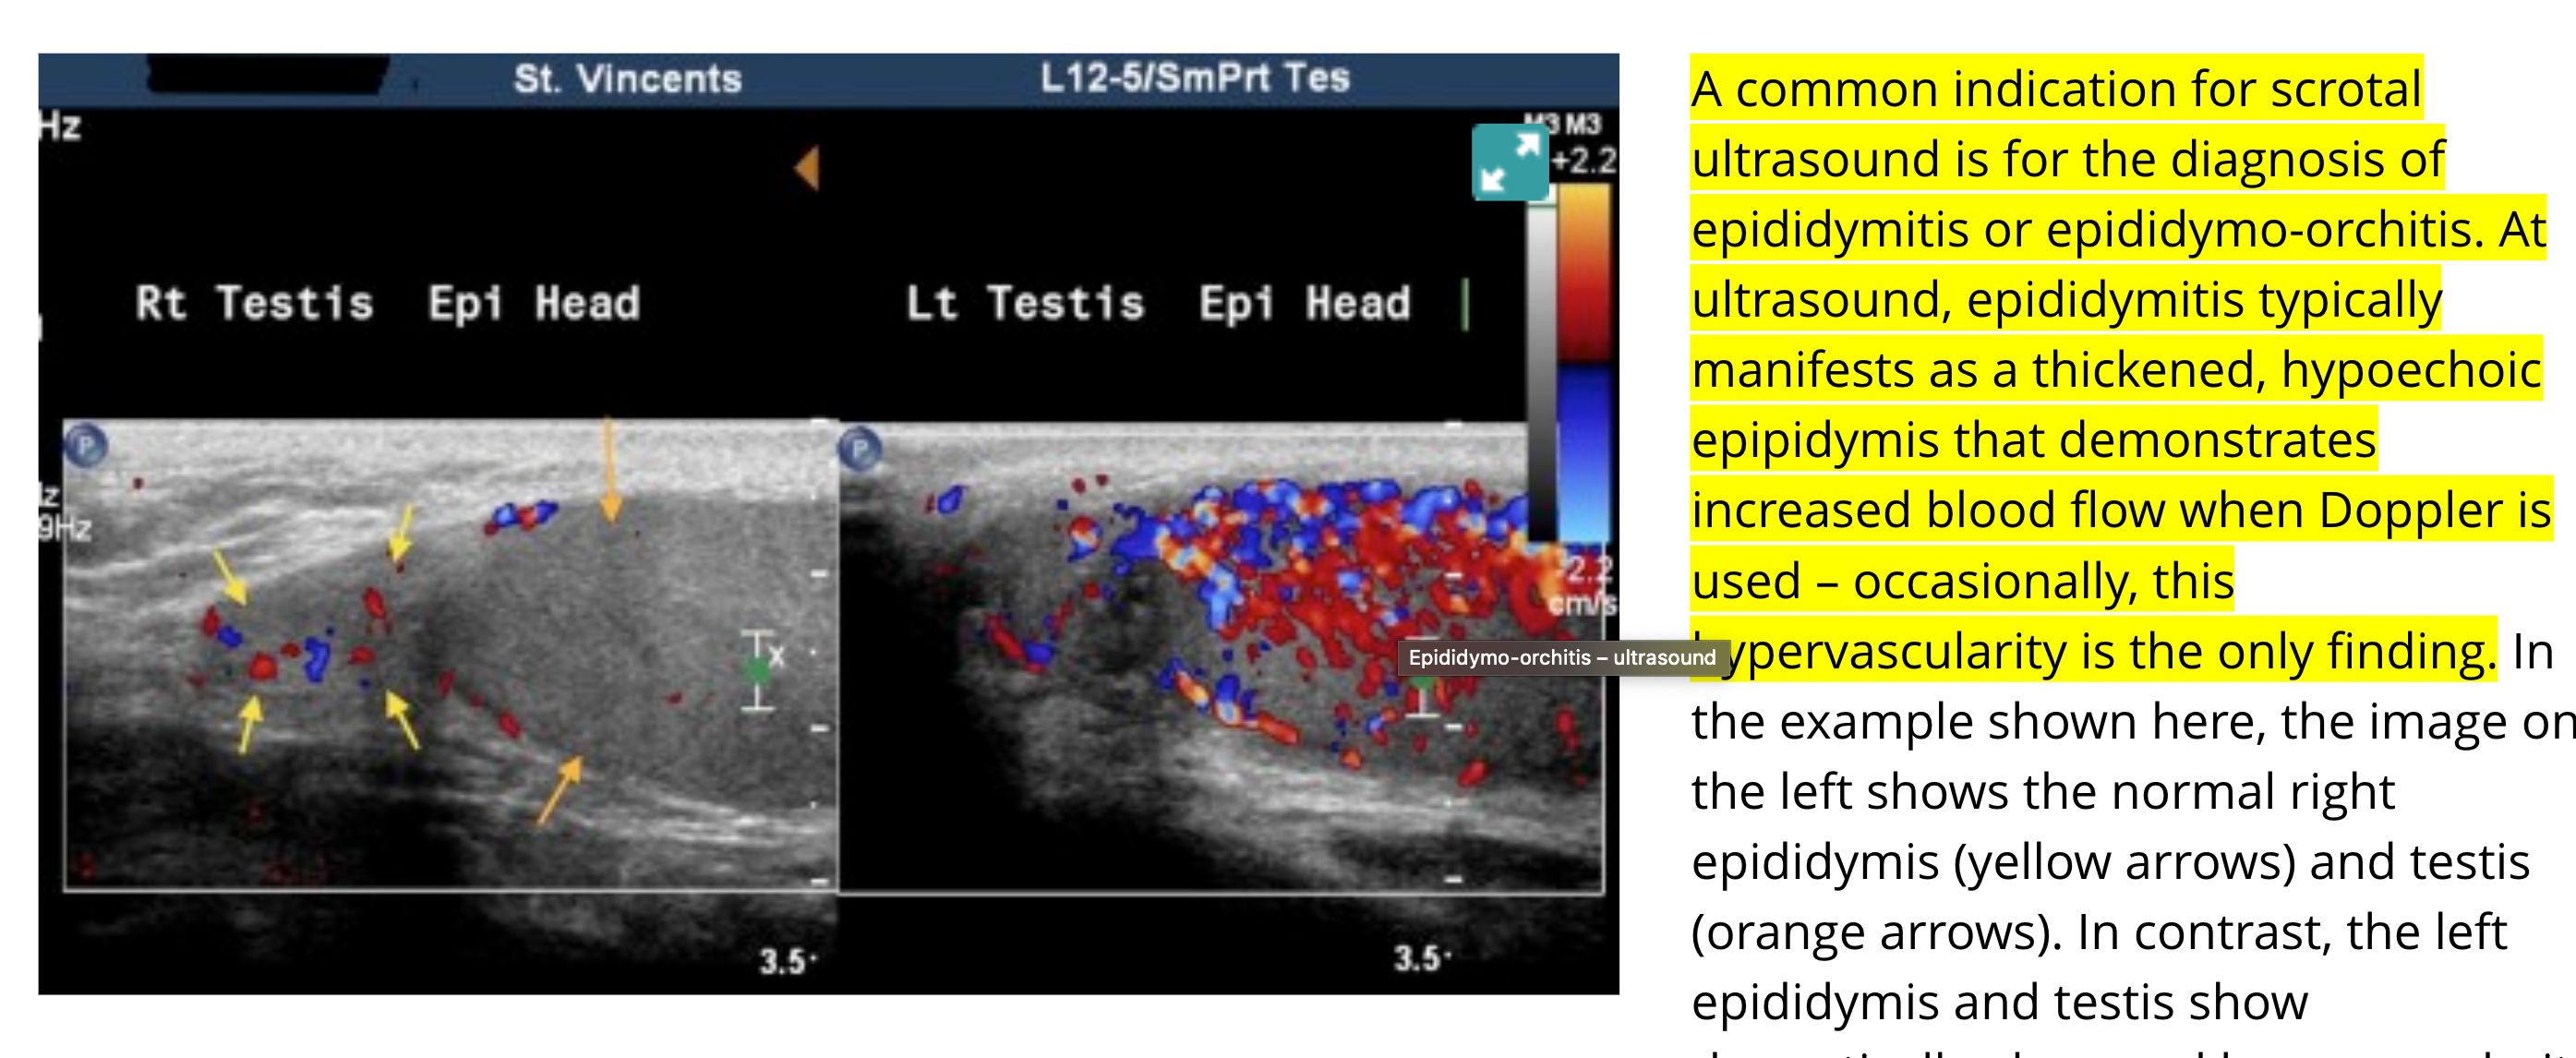 St. Vincents L12-5/SmPrt Tes
Hz
M3 M3
+2.2
Rt Testis Epi Head Lt Testis Epi Head
P P
9Hz
x
-2.2
cm/s
3.5 3.5
Epididymo-orchitis – ultrasound
A common indication for scrotal
ultrasound is for the diagnosis of
epididymitis or epididymo-orchitis. At
ultrasound, epididymitis typically
manifests as a thickened, hypoechoic
epipidymis that demonstrates
increased blood flow when Doppler is
used – occasionally, this
hypervascularity is the only finding. In
the example shown here, the image on
the left shows the normal right
epididymis (yellow arrows) and testis
(orange arrows). In contrast, the left
epididymis and testis show